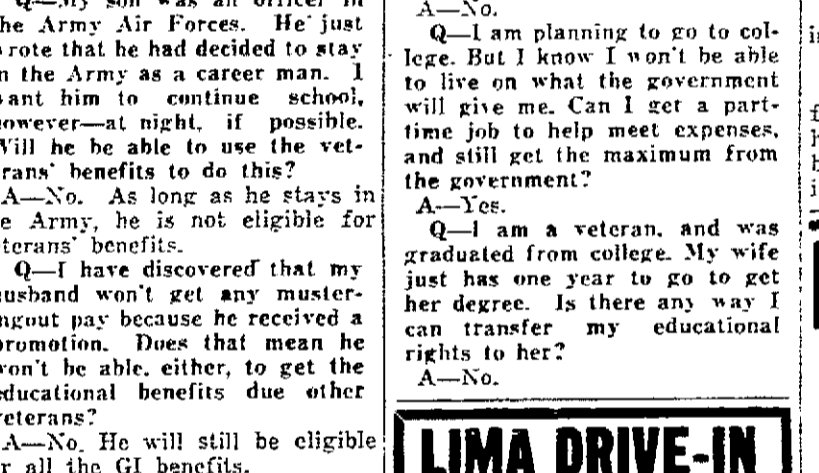 Q—My son was an officer in
the Army Air Forces. He just
wrote that he had decided to stay
in the Army as a career man. I
want him to continue school,
however—at night, if possible.
Will he be able to use the vet-
erans' benefits to do this?
A—No. As long as he stays in
the Army, he is not eligible for
veterans' benefits.
Q—I have discovered that my
husband won't get any muster-
ingout pay because he received a
promotion. Does that mean he
won't be able, either, to get the
educational benefits due other
veterans?
A—No. He will still be eligible
for all the GI benefits.
A—No.
Q—I am planning to go to col-
lege. But I know I won't be able
to live on what the government
will give me. Can I get a part-
time job to help meet expenses,
and still get the maximum from
the government?
A—Yes.
Q—I am a veteran, and was
graduated from college. My wife
just has one year to go to get
her degree. Is there any way I
can transfer my educational
rights to her?
A—No.
LIMA DRIVE-IN